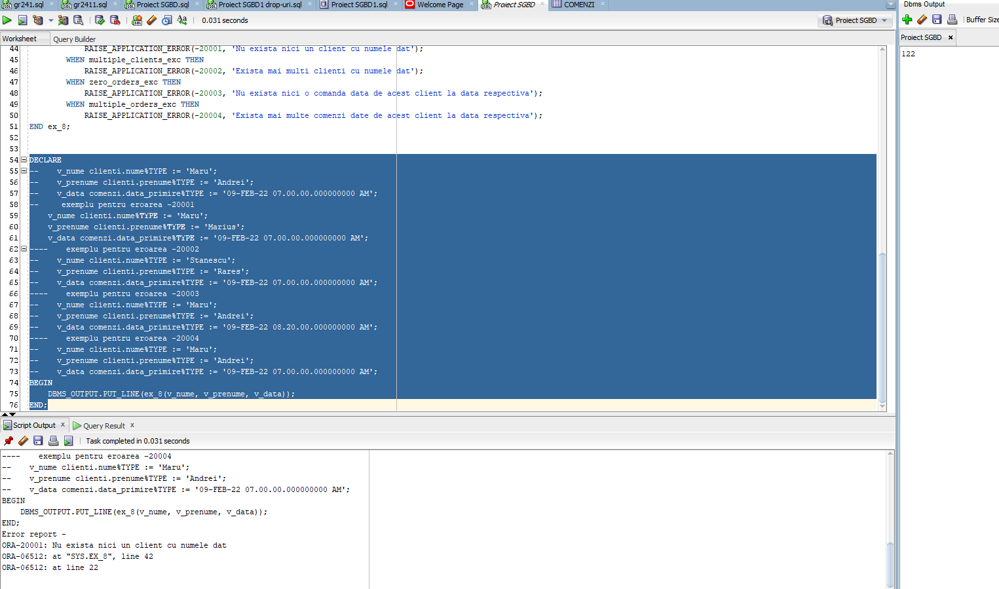 gr241.sql gr2411.sql Proiect SGBD.sql Proiect SGBD1 drop-uri.sql Proiect SGBD1.sql Welcome Page Proiect SGBD COMENZI
Dbms Output
0.031 seconds
Proiect SGBD
Buffer Size
Worksheet Query Builder
Proiect SGBD
122
44 RAISE_APPLICATION_ERROR(-20001, 'Nu exista nici un client cu numele dat');
45 WHEN multiple_clients_exc THEN
46 RAISE_APPLICATION_ERROR(-20002, 'Exista mai multi clienti cu numele dat');
47 WHEN zero_orders_exc THEN
48 RAISE_APPLICATION_ERROR(-20003, 'Nu exista nici o comanda data de acest client la data respectiva');
49 WHEN multiple_orders_exc THEN
50 RAISE_APPLICATION_ERROR(-20004, 'Exista mai multe comenzi date de acest client la data respectiva');
51 END ex_8;
52
53
54 DECLARE
55 -- v_nume clienti.nume%TYPE := 'Maru';
56 -- v_prenume clienti.prenume%TYPE := 'Andrei';
57 -- v_data comenzi.data_primire%TYPE := '09-FEB-22 07.00.00.000000000 AM';
58 -- exemplu pentru eroarea -20001
59 v_nume clienti.nume%TYPE := 'Maru';
60 v_prenume clienti.prenume%TYPE := 'Marius';
61 v_data comenzi.data_primire%TYPE := '09-FEB-22 07.00.00.000000000 AM';
62 ---- exemplu pentru eroarea -20002
63 -- v_nume clienti.nume%TYPE := 'Stanescu';
64 -- v_prenume clienti.prenume%TYPE := 'Rares';
65 -- v_data comenzi.data_primire%TYPE := '09-FEB-22 07.00.00.000000000 AM';
66 ---- exemplu pentru eroarea -20003
67 -- v_nume clienti.nume%TYPE := 'Maru';
68 -- v_prenume clienti.prenume%TYPE := 'Andrei';
69 -- v_data comenzi.data_primire%TYPE := '09-FEB-22 08.20.00.000000000 AM';
70 ---- exemplu pentru eroarea -20004
71 -- v_nume clienti.nume%TYPE := 'Maru';
72 -- v_prenume clienti.prenume%TYPE := 'Andrei';
73 -- v_data comenzi.data_primire%TYPE := '09-FEB-22 07.00.00.000000000 AM';
74 BEGIN
75 DBMS_OUTPUT.PUT_LINE(ex_8(v_nume, v_prenume, v_data));
76 END;
Script Output Query Result
Task completed in 0.031 seconds
---- exemplu pentru eroarea -20004
-- v_nume clienti.nume%TYPE := 'Maru';
-- v_prenume clienti.prenume%TYPE := 'Andrei';
-- v_data comenzi.data_primire%TYPE := '09-FEB-22 07.00.00.000000000 AM';
BEGIN
DBMS_OUTPUT.PUT_LINE(ex_8(v_nume, v_prenume, v_data));
END;
Error report -
ORA-20001: Nu exista nici un client cu numele dat
ORA-06512: at "SYS.EX_8", line 42
ORA-06512: at line 22